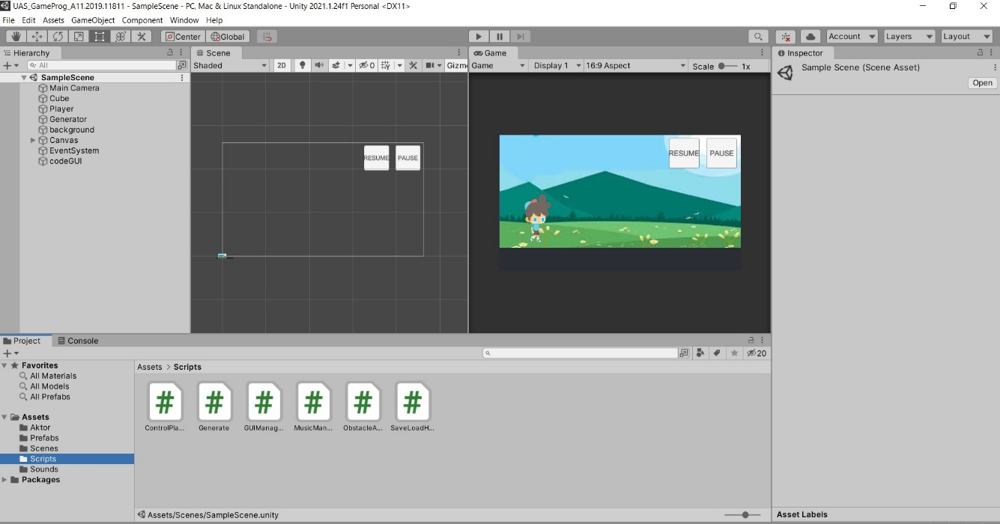 UAS_GameProg_A11.2019.11811 - SampleScene - PC, Mac & Linux Standalone - Unity 2021.1.24f1 Personal <DX11>
File Edit Assets GameObject Component Window Help
Center Global Account Layers Layout
Hierarchy
All
SampleScene
Main Camera
Cube
Player
Generator
background
Canvas
EventSystem
codeGUI
Scene
Shaded 2D 0 Gizm
RESUME PAUSE
Game
Game Display 1 16:9 Aspect Scale 1x
RESUME PAUSE
Inspector
Sample Scene (Scene Asset)
Open
Project Console
20
Favorites
All Materials
All Models
All Prefabs
Assets
Aktor
Prefabs
Scenes
Scripts
Sounds
Packages
Assets > Scripts
# # # # # #
ControlPla... Generate GUIManag... MusicMan... ObstacleA... SaveLoadH...
Assets/Scenes/SampleScene.unity
Asset Labels